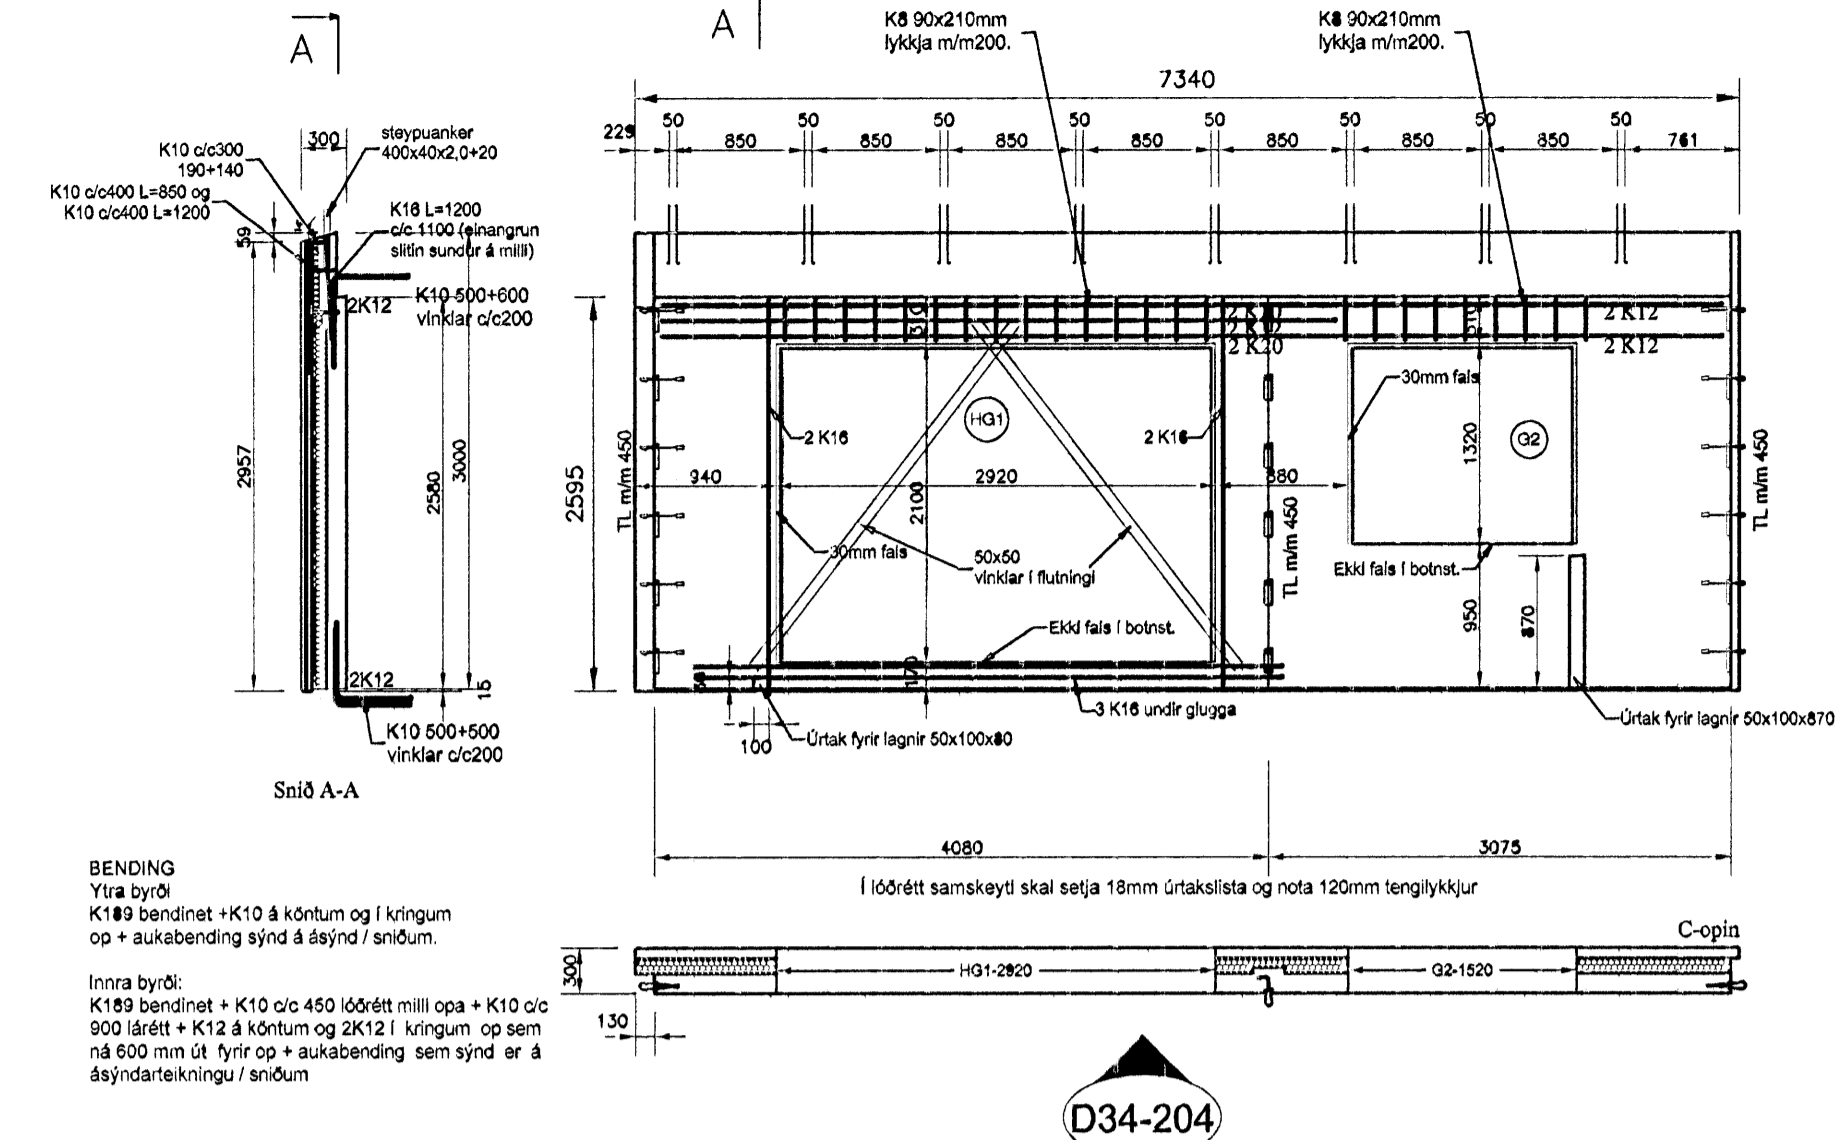 A
A
K8 90x210mm
lykkja m/m200.
K8 90x210mm
lykkja m/m200.
7340
229
50
850
50
850
50
850
50
850
50
850
50
850
50
850
50
761
300
steypuanker
400x40x2,0+20
K10 c/c300
190+140
K10 c/c400 L=850 og
K10 c/c400 L=1200
K16 L=1200
c/c 1100 (einangrun
slitin sundur á milli)
59
2957
2K12
K10 500+600
vinklar c/c200
2580
3000
2K12
15
K10 500+500
vinklar c/c200
Snið A-A
2595
TL m/m 450
310
2 K20
2 K12
2 K12
30mm fals
HG1
G2
2 K16
2 K16
940
2920
880
2100
1320
TL m/m 450
TL m/m 450
30mm fals
50x50
vinklar í flutningi
Ekki fals í botnst.
Ekki fals í botnst.
950
870
170
3 K16 undir glugga
Úrtak fyrir lagnir 50x100x80
100
Úrtak fyrir lagnir 50x100x870
4080
3075
Í lóðrétt samskeyti skal setja 18mm úrtakslista og nota 120mm tengilykkjur
BENDING
Ytra byrði
K189 bendinet +K10 á köntum og í kringum
op + aukabending sýnd á ásýnd / sniðum.
Innra byrði:
K189 bendinet + K10 c/c 450 lóðrétt milli opa + K10 c/c
900 lárétt + K12 á köntum og 2K12 í kringum op sem
ná 600 mm út fyrir op + aukabending sem sýnd er á
ásýndarteikningu / sniðum
C-opin
300
HG1-2920
G2-1520
130
D34-204